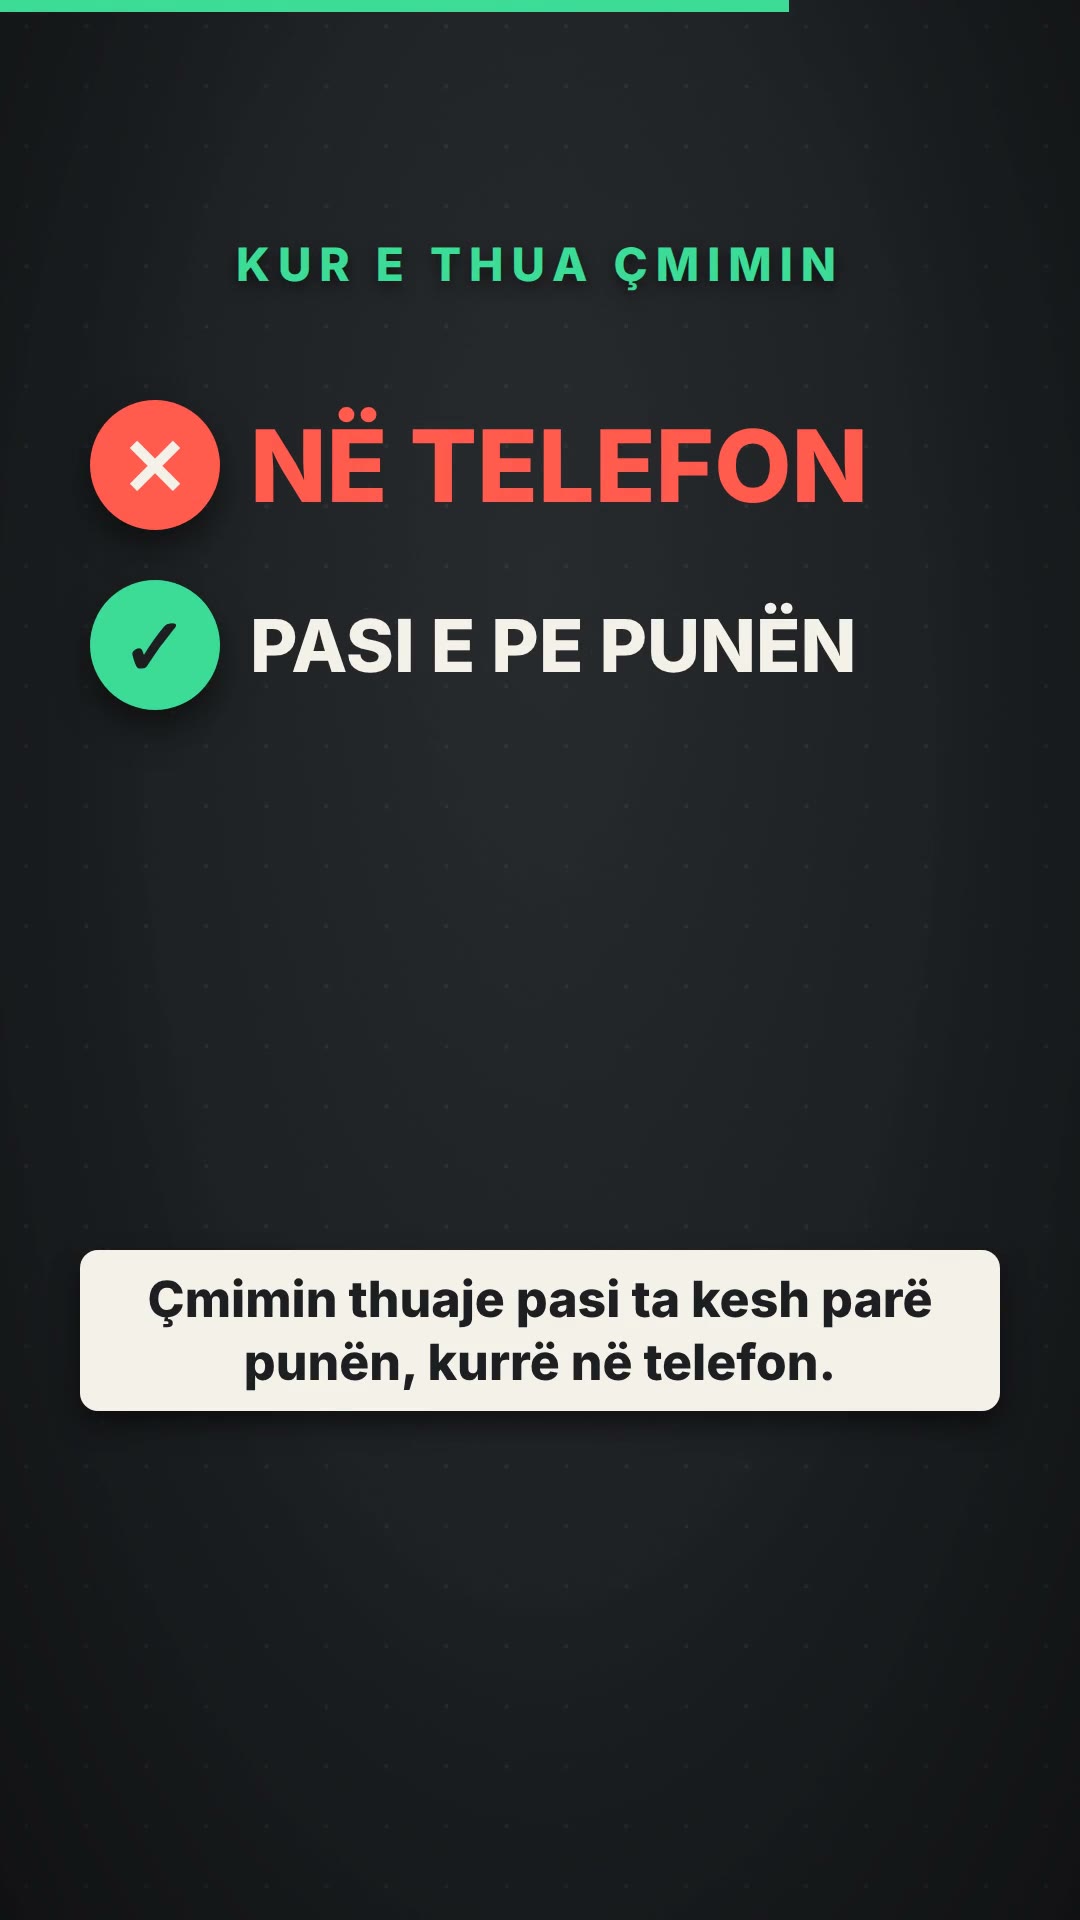 KUR E THUA ÇMIMIN
✕ NË TELEFON
✓ PASI E PE PUNËN
Çmimin thuaje pasi ta kesh parë
punën, kurrë në telefon.